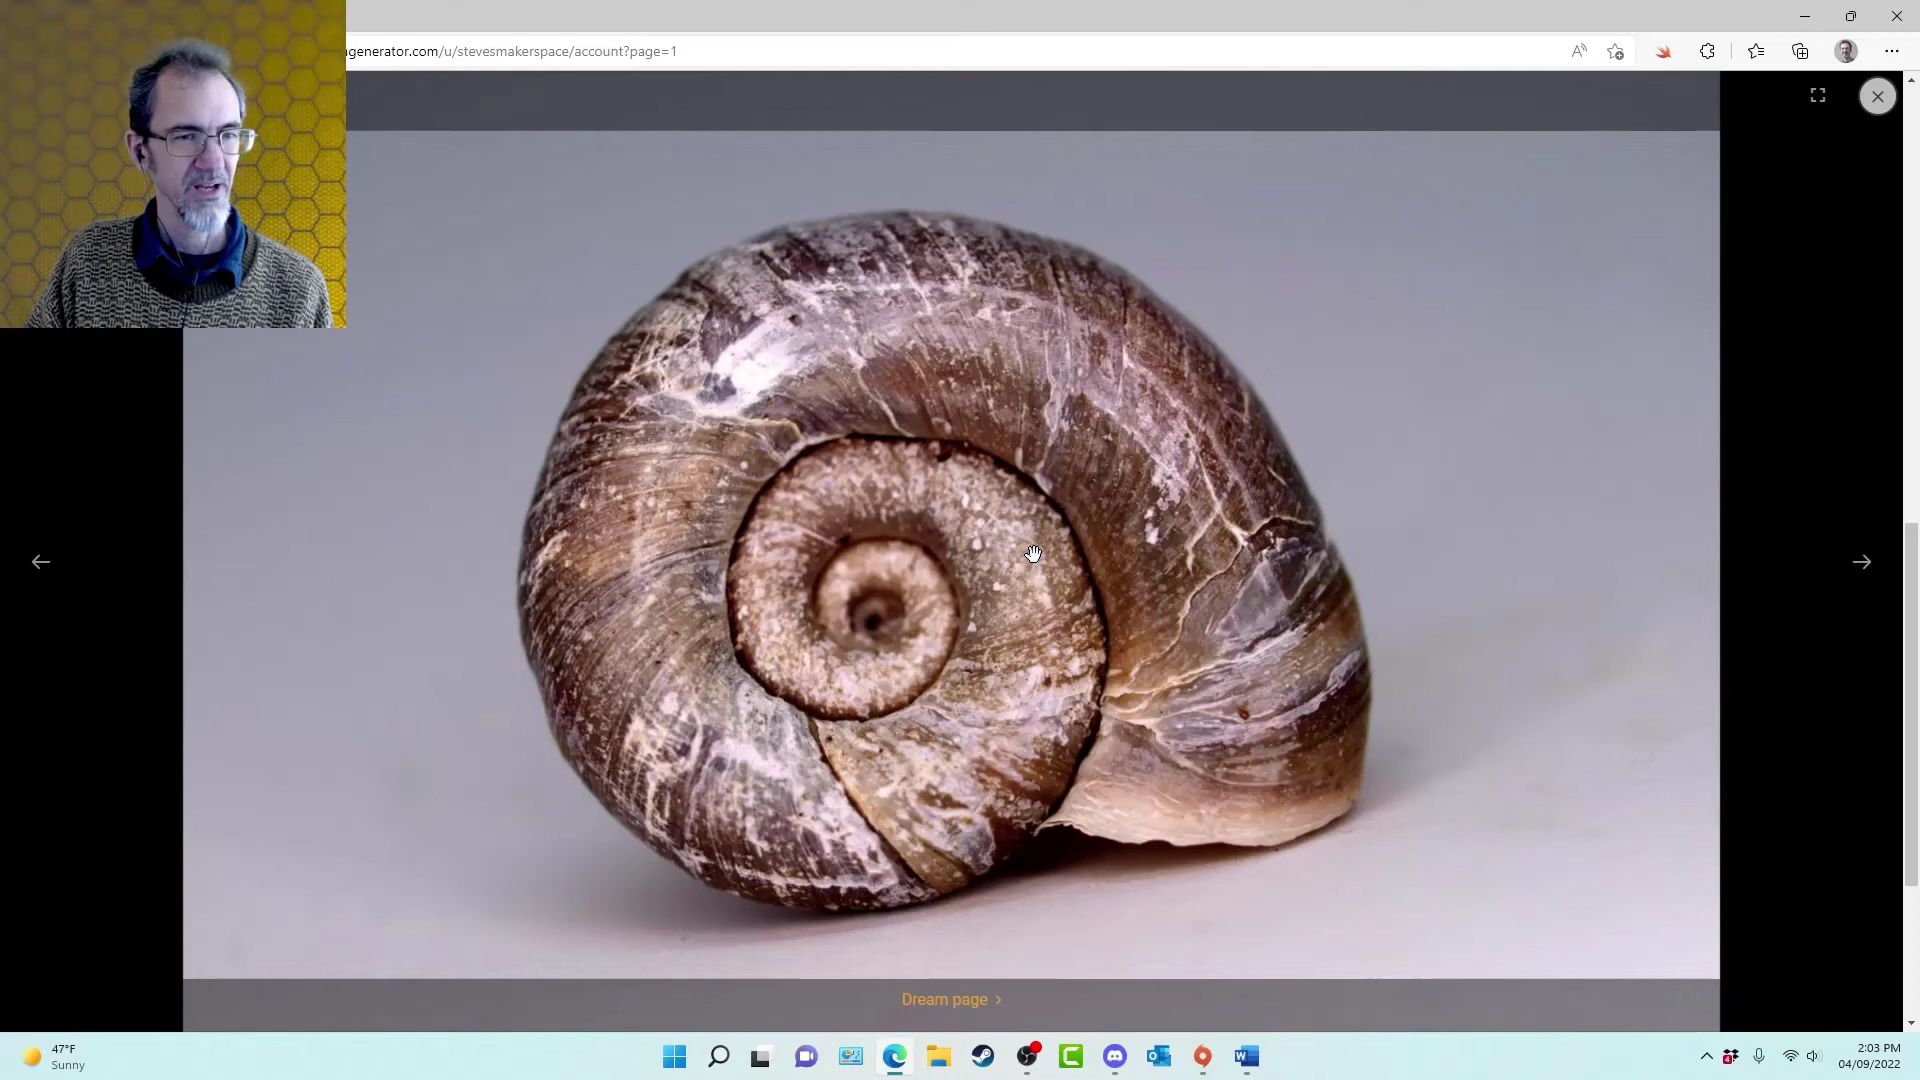 generator.com/u/stevesmakerspace/account?page=1
Dream page >
47°F
Sunny
2:03 PM
04/09/2022